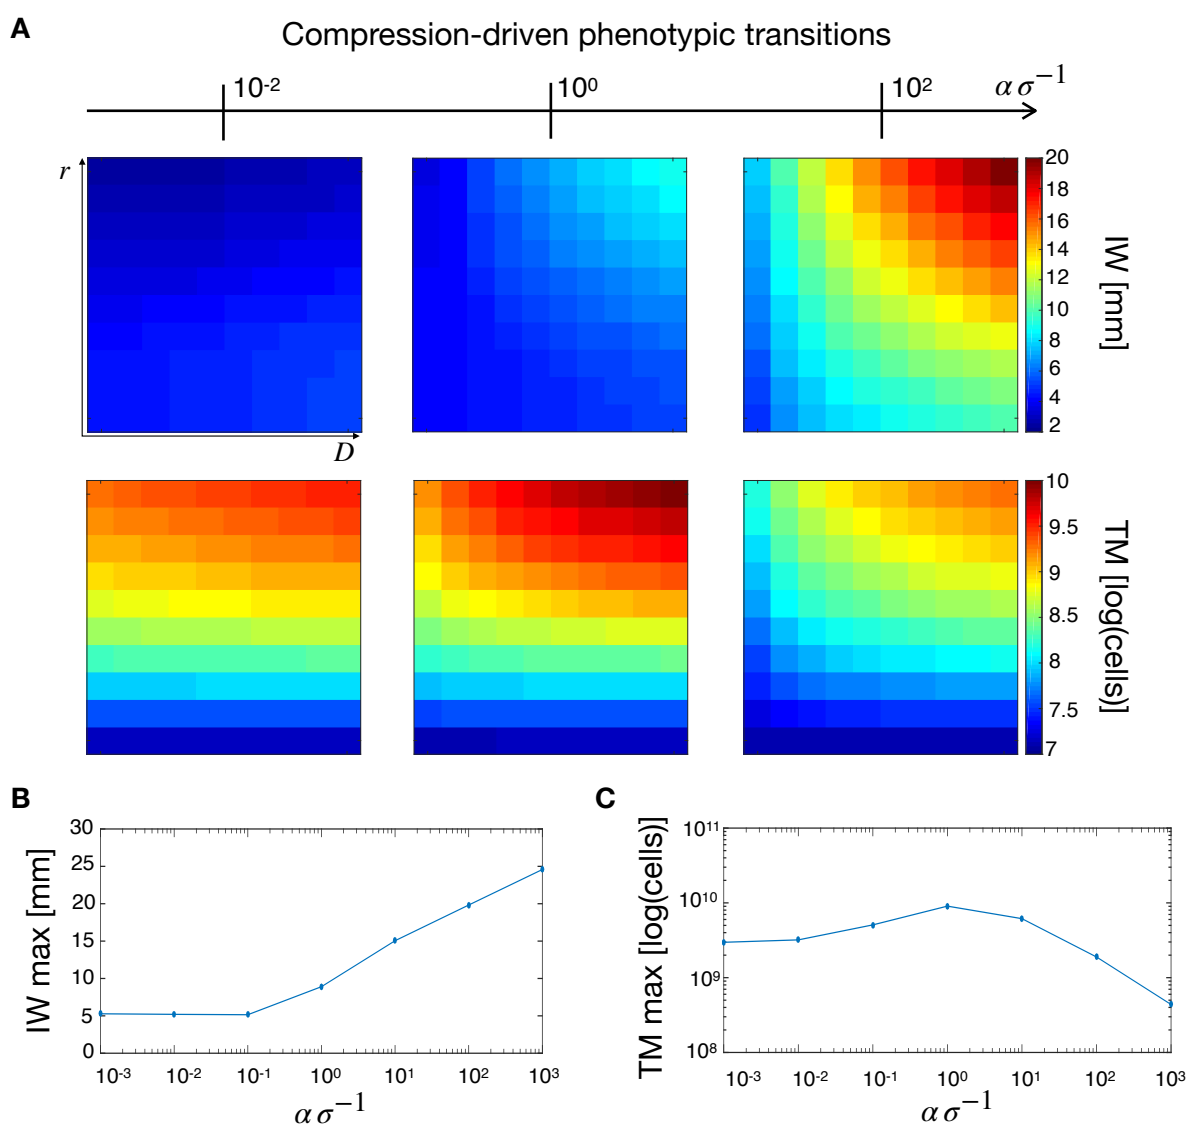 A
Compression-driven phenotypic transitions
10⁻² 10⁰ 10² α σ⁻¹
r
D
20
18
16
14
12
10
8
6
4
2
IW [mm]
10
9.5
9
8.5
8
7.5
7
TM [log(cells)]
B
IW max [mm]
30
25
20
15
10
5
0
10⁻³ 10⁻² 10⁻¹ 10⁰ 10¹ 10² 10³
α σ⁻¹
C
TM max [log(cells)]
10¹¹
10¹⁰
10⁹
10⁸
10⁻³ 10⁻² 10⁻¹ 10⁰ 10¹ 10² 10³
α σ⁻¹